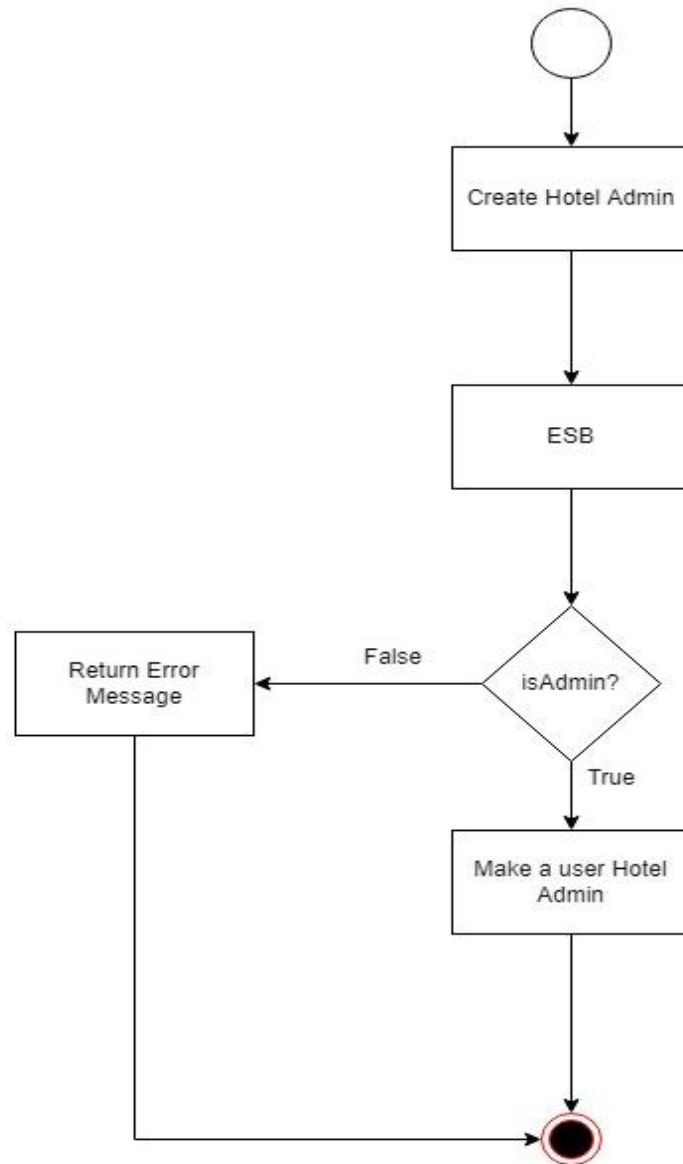 Create Hotel Admin
ESB
isAdmin?
False
Return Error
Message
True
Make a user Hotel
Admin